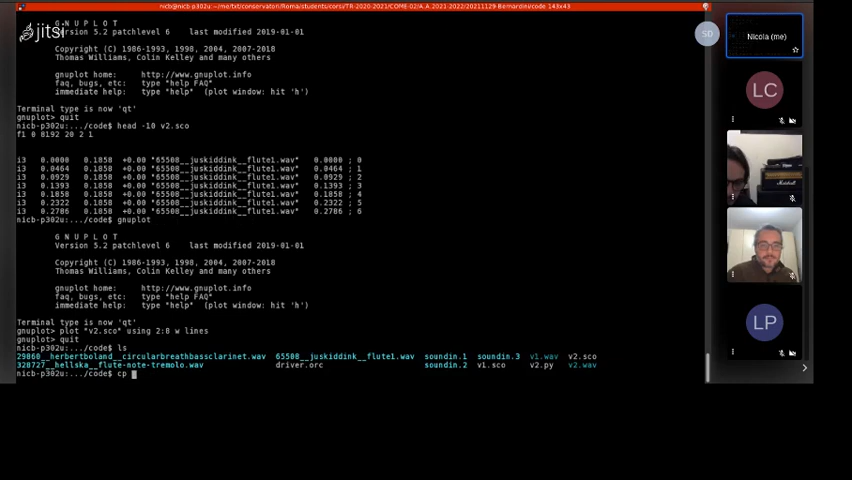 nicb@nicb-p302u: ~/me/txt/conservatori/Roma/students/corsi/TR-2020-2021/COME-02/A.A.2021-2022/20211129-Bernardini/code 143x43
G N U P L O T
Version 5.2 patchlevel 6    last modified 2019-01-01
Copyright (C) 1986-1993, 1998, 2004, 2007-2018
Thomas Williams, Colin Kelley and many others
gnuplot home:     http://www.gnuplot.info
faq, bugs, etc:   type "help FAQ"
immediate help:   type "help"  (plot window: hit 'h')
Terminal type is now 'qt'
gnuplot> quit
nicb-p302u:.../code$ head -10 v2.sco
f1 0 8192 20 2 1
i3   0.0000   0.1858   +0.00 "65508__juskiddink__flute1.wav"   0.0000 ; 0
i3   0.0464   0.1858   +0.00 "65508__juskiddink__flute1.wav"   0.0464 ; 1
i3   0.0929   0.1858   +0.00 "65508__juskiddink__flute1.wav"   0.0929 ; 2
i3   0.1393   0.1858   +0.00 "65508__juskiddink__flute1.wav"   0.1393 ; 3
i3   0.1858   0.1858   +0.00 "65508__juskiddink__flute1.wav"   0.1858 ; 4
i3   0.2322   0.1858   +0.00 "65508__juskiddink__flute1.wav"   0.2322 ; 5
i3   0.2786   0.1858   +0.00 "65508__juskiddink__flute1.wav"   0.2786 ; 6
nicb-p302u:.../code$ gnuplot
G N U P L O T
Version 5.2 patchlevel 6    last modified 2019-01-01
Copyright (C) 1986-1993, 1998, 2004, 2007-2018
Thomas Williams, Colin Kelley and many others
gnuplot home:     http://www.gnuplot.info
faq, bugs, etc:   type "help FAQ"
immediate help:   type "help"  (plot window: hit 'h')
Terminal type is now 'qt'
gnuplot> plot "v2.sco" using 2:8 w lines
gnuplot> quit
nicb-p302u:.../code$ ls
29060__herbertboland__circularbreathbassclarinet.wav  65508__juskiddink__flute1.wav  soundin.1  soundin.3  v1.wav  v2.sco
328727__hellska__flute-note-tremolo.wav  driver.orc  soundin.2  v1.sco  v2.py  v2.wav
nicb-p302u:.../code$ cp
jitsi
SD
Nicola (me)
LC
Marshall
LP